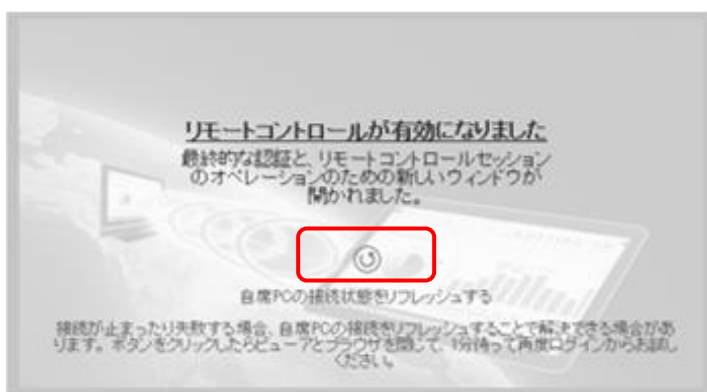 リモートコントロールが有効になりました
最終的な認証と、リモートコントロールセッション
のオペレーションのための新しいウィンドウが
開かれました。
自席PCの接続状態をリフレッシュする
接続が止まったり失敗する場合、自席PCの接続をリフレッシュすることで解決できる場合があ
ります。ボタンをクリックしたらビューアとブラウザを閉じて、1分待って再度ログインからお試し
ください。